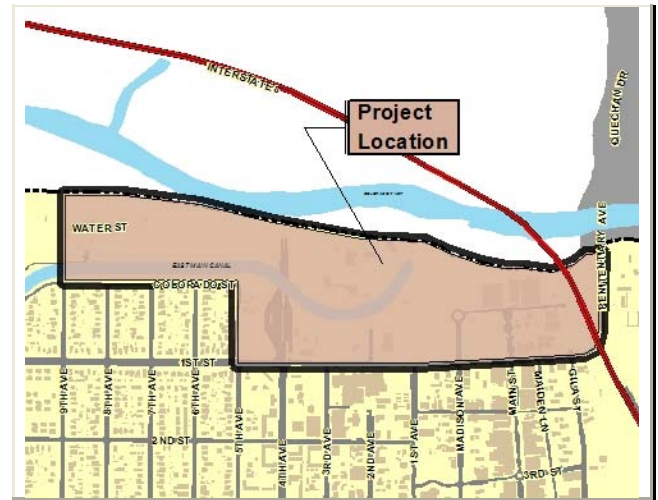 INTERSTATE 8
QUECHAN DR
Project
Location
PENITENTIARY AVE
WATER ST
EAST MAIN CANAL
COLORADO ST
1ST ST
9TH AVE
8TH AVE
7TH AVE
6TH AVE
5TH AVE
4TH AVE
3RD AVE
2ND AVE
1ST AVE
MADISON AVE
MAIN ST
MAIDEN LN
GILA ST
2ND ST
3RD ST